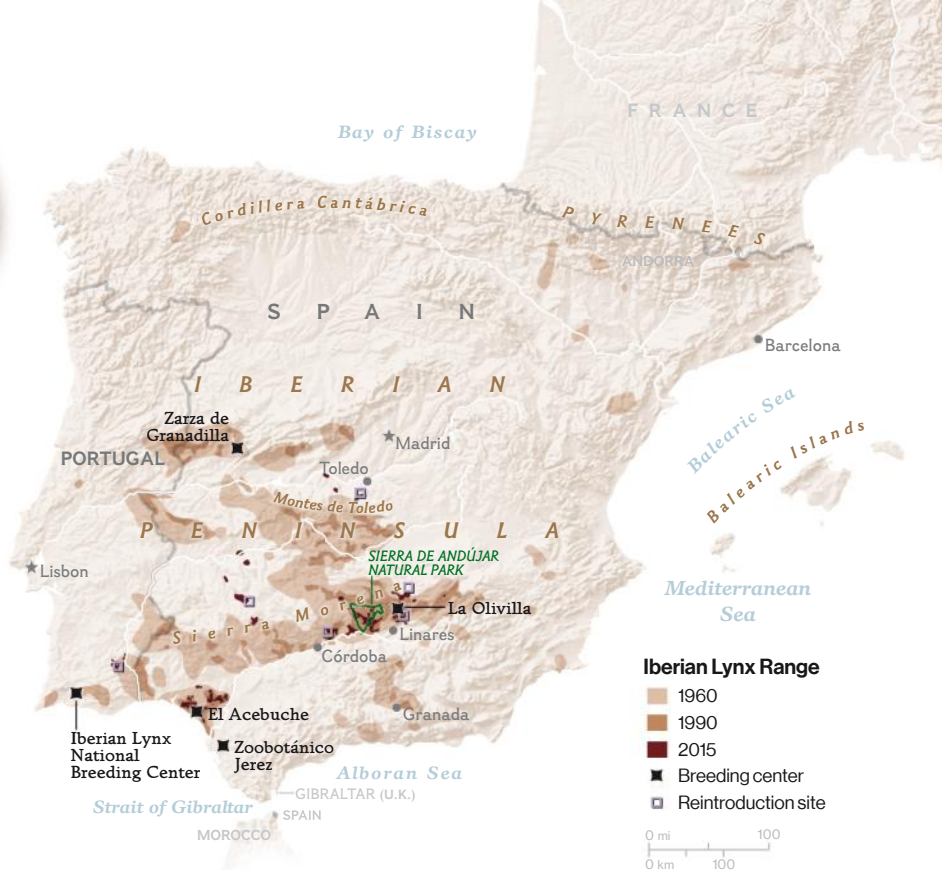 Bay of Biscay
FRANCE
Cordillera Cantábrica
PYRENEES
ANDORRA
SPAIN
Barcelona
IBERIAN
Balearic Sea
Zarza de
Granadilla
Madrid
Balearic Islands
PORTUGAL
Toledo
Montes de Toledo
PENINSULA
SIERRA DE ANDÚJAR
NATURAL PARK
Lisbon
Mediterranean
Sea
La Olivilla
Sierra Morena
Linares
Córdoba
El Acebuche
Granada
Iberian Lynx
National
Breeding Center
Zoobotánico
Jerez
Alboran Sea
GIBRALTAR (U.K.)
Strait of Gibraltar
SPAIN
MOROCCO
Iberian Lynx Range
1960
1990
2015
Breeding center
Reintroduction site
0 mi 100
0 km 100